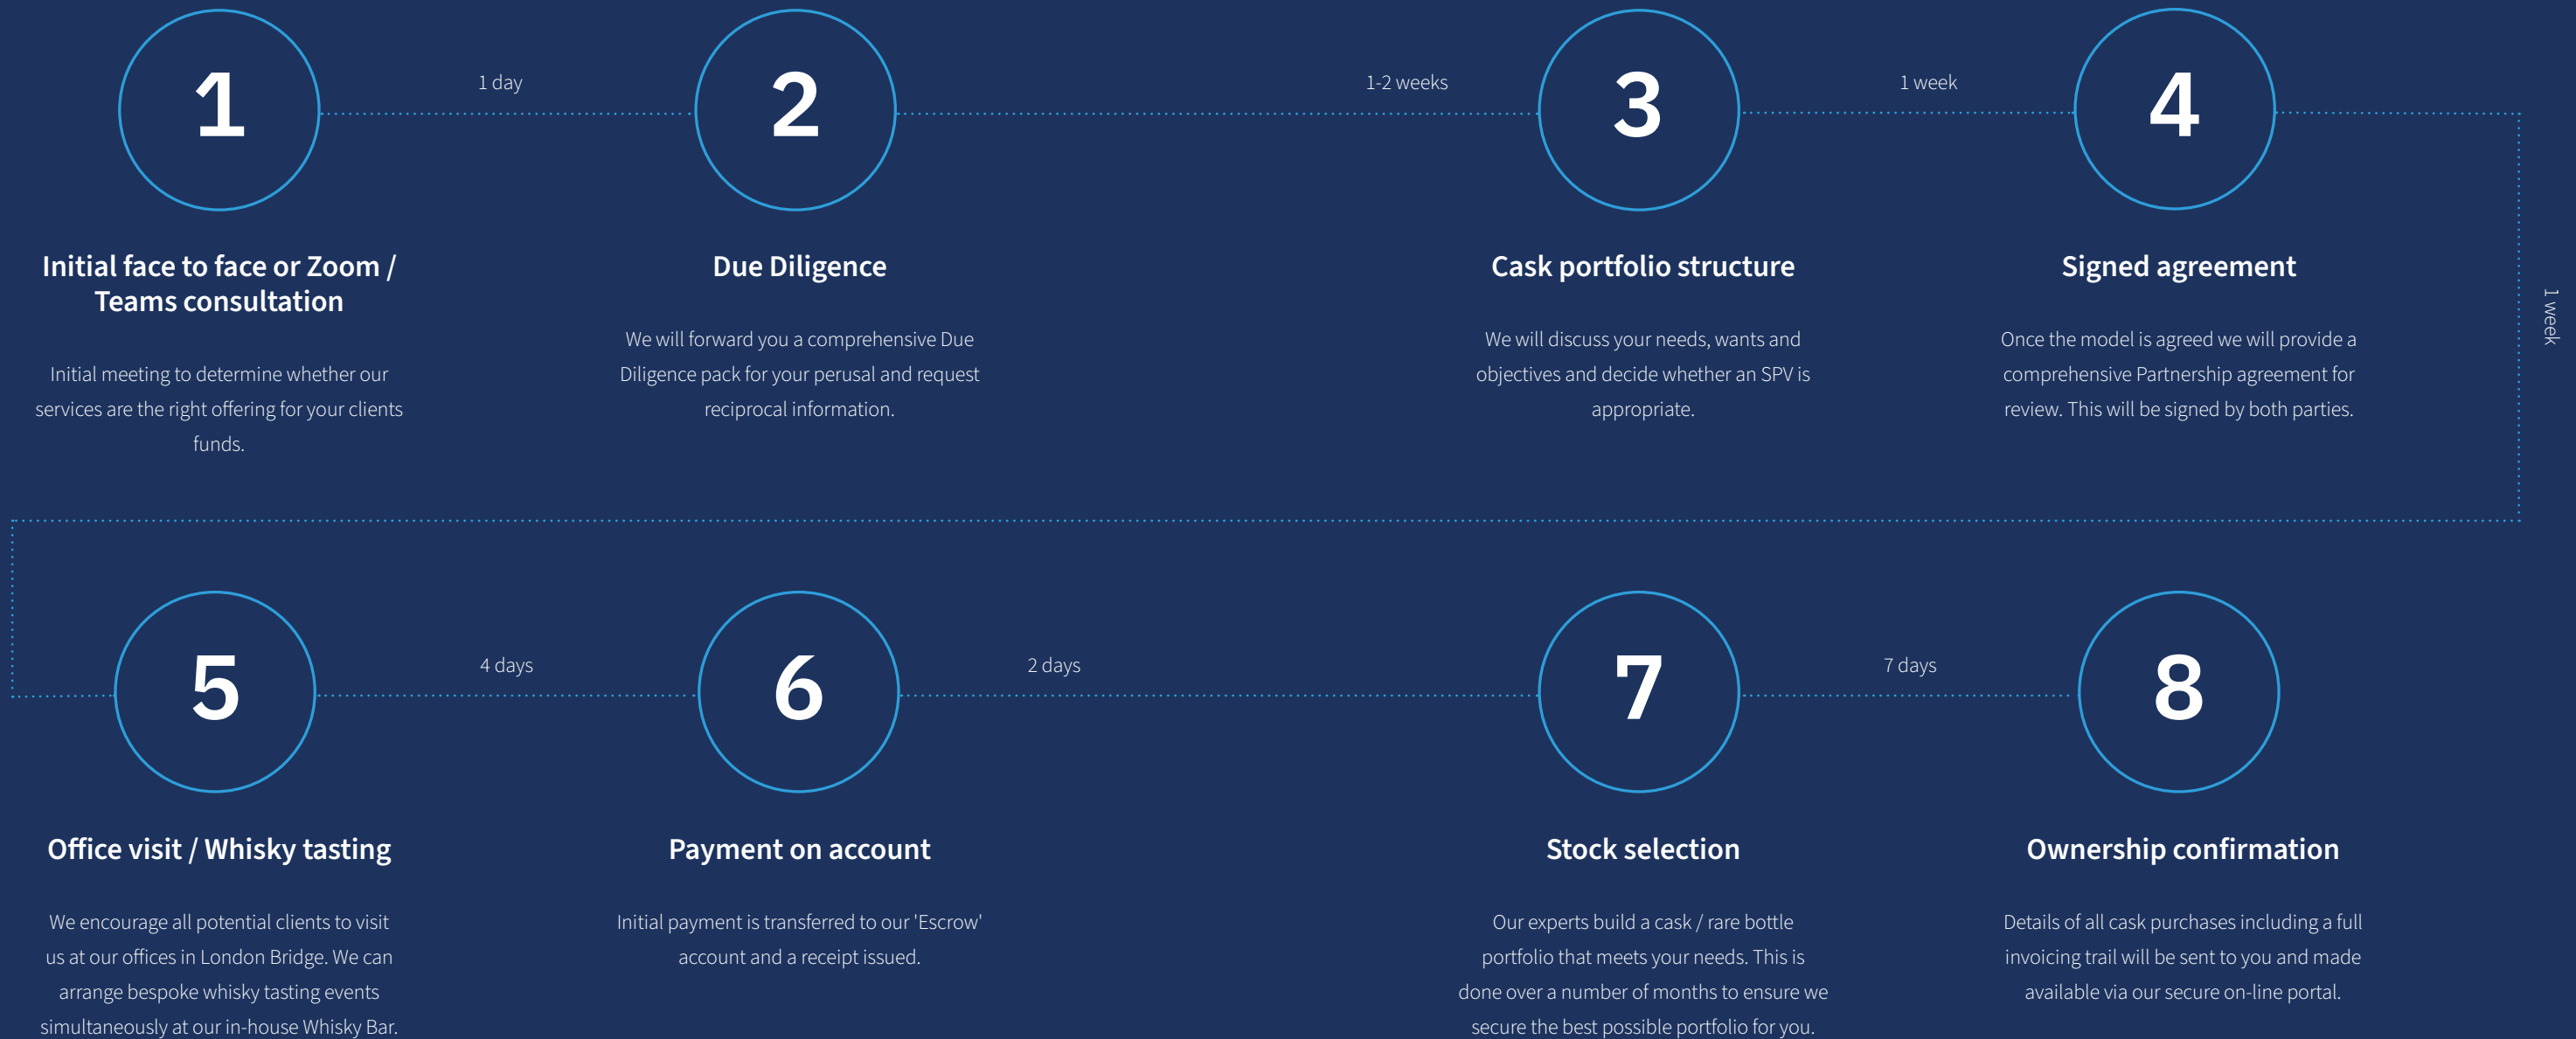 1
1 day
2
1-2 weeks
3
1 week
4
Initial face to face or Zoom /
Teams consultation
Initial meeting to determine whether our
services are the right offering for your clients
funds.
Due Diligence
We will forward you a comprehensive Due
Diligence pack for your perusal and request
reciprocal information.
Cask portfolio structure
We will discuss your needs, wants and
objectives and decide whether an SPV is
appropriate.
Signed agreement
Once the model is agreed we will provide a
comprehensive Partnership agreement for
review. This will be signed by both parties.
1 week
5
4 days
6
2 days
7
7 days
8
Office visit / Whisky tasting
We encourage all potential clients to visit
us at our offices in London Bridge. We can
arrange bespoke whisky tasting events
simultaneously at our in-house Whisky Bar.
Payment on account
Initial payment is transferred to our 'Escrow'
account and a receipt issued.
Stock selection
Our experts build a cask / rare bottle
portfolio that meets your needs. This is
done over a number of months to ensure we
secure the best possible portfolio for you.
Ownership confirmation
Details of all cask purchases including a full
invoicing trail will be sent to you and made
available via our secure on-line portal.